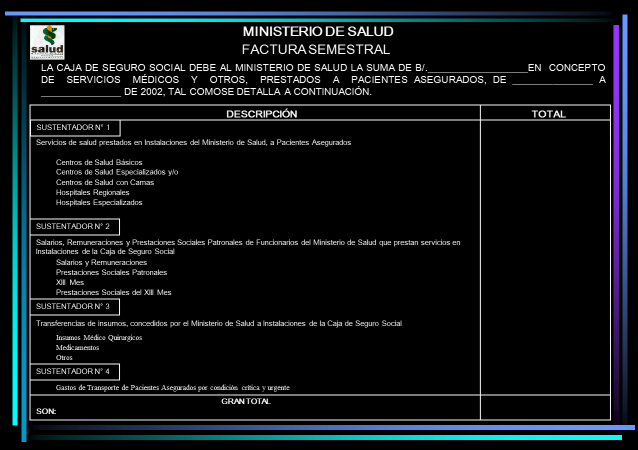 MINISTERIO DE SALUD
FACTURA SEMESTRAL
salud
LA CAJA DE SEGURO SOCIAL DEBE AL MINISTERIO DE SALUD LA SUMA DE B/.___________________EN CONCEPTO
DE SERVICIOS MÉDICOS Y OTROS, PRESTADOS A PACIENTES ASEGURADOS, DE _______________ A
_______________ DE 2002, TAL COMOSE DETALLA A CONTINUACIÓN.
DESCRIPCIÓN TOTAL
SUSTENTADOR N° 1
Servicios de salud prestados en Instalaciones del Ministerio de Salud, a Pacientes Asegurados
Centros de Salud Básicos
Centros de Salud Especializados y/o
Centros de Salud con Camas
Hospitales Regionales
Hospitales Especializados
SUSTENTADOR N° 2
Salarios, Remuneraciones y Prestaciones Sociales Patronales de Funcionarios del Ministerio de Salud que prestan servicios en
Instalaciones de la Caja de Seguro Social
Salarios y Remuneraciones
Prestaciones Sociales Patronales
XIII Mes
Prestaciones Sociales del XIII Mes
SUSTENTADOR N° 3
Transferencias de Insumos, concedidos por el Ministerio de Salud a Instalaciones de la Caja de Seguro Social
Insumos Médico Quirurgicos
Medicamentos
Otros
SUSTENTADOR N° 4
Gastos de Transporte de Pacientes Asegurados por condición crítica y urgente
GRAN TOTAL
SON: